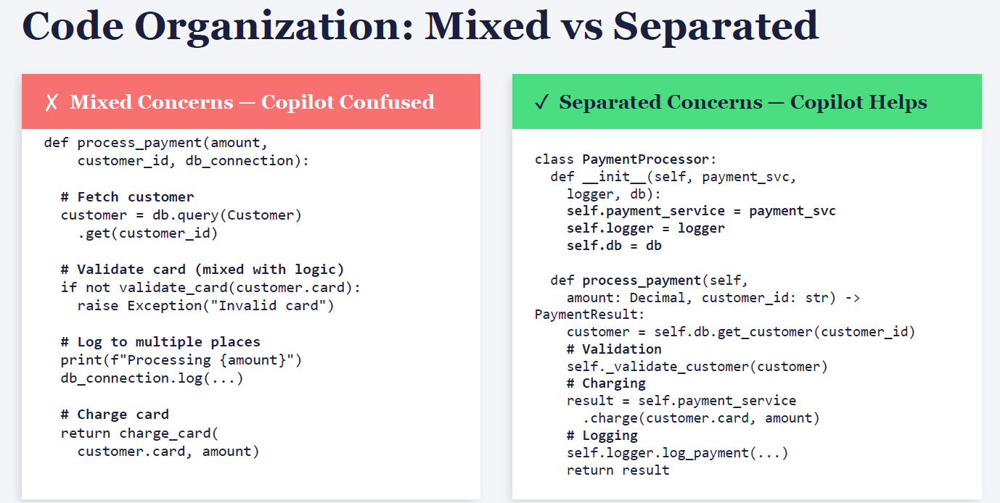 Code Organization: Mixed vs Separated
✗ Mixed Concerns — Copilot Confused
def process_payment(amount,
    customer_id, db_connection):
  # Fetch customer
  customer = db.query(Customer)
    .get(customer_id)
  # Validate card (mixed with logic)
  if not validate_card(customer.card):
    raise Exception("Invalid card")
  # Log to multiple places
  print(f"Processing {amount}")
  db_connection.log(...)
  # Charge card
  return charge_card(
    customer.card, amount)
✓ Separated Concerns — Copilot Helps
class PaymentProcessor:
  def __init__(self, payment_svc,
    logger, db):
    self.payment_service = payment_svc
    self.logger = logger
    self.db = db
  def process_payment(self,
    amount: Decimal, customer_id: str) ->
PaymentResult:
    customer = self.db.get_customer(customer_id)
    # Validation
    self._validate_customer(customer)
    # Charging
    result = self.payment_service
      .charge(customer.card, amount)
    # Logging
    self.logger.log_payment(...)
    return result